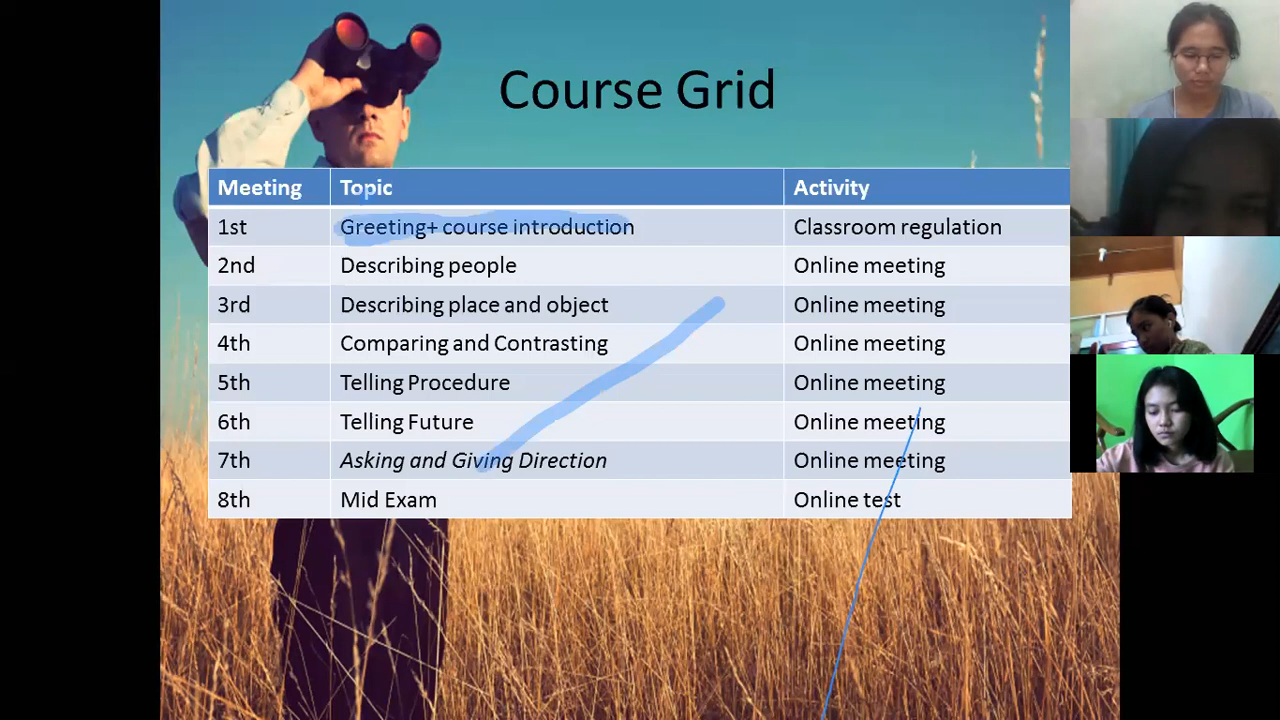 Course Grid
Meeting Topic Activity
1st Greeting+ course introduction Classroom regulation
2nd Describing people Online meeting
3rd Describing place and object Online meeting
4th Comparing and Contrasting Online meeting
5th Telling Procedure Online meeting
6th Telling Future Online meeting
7th Asking and Giving Direction Online meeting
8th Mid Exam Online test